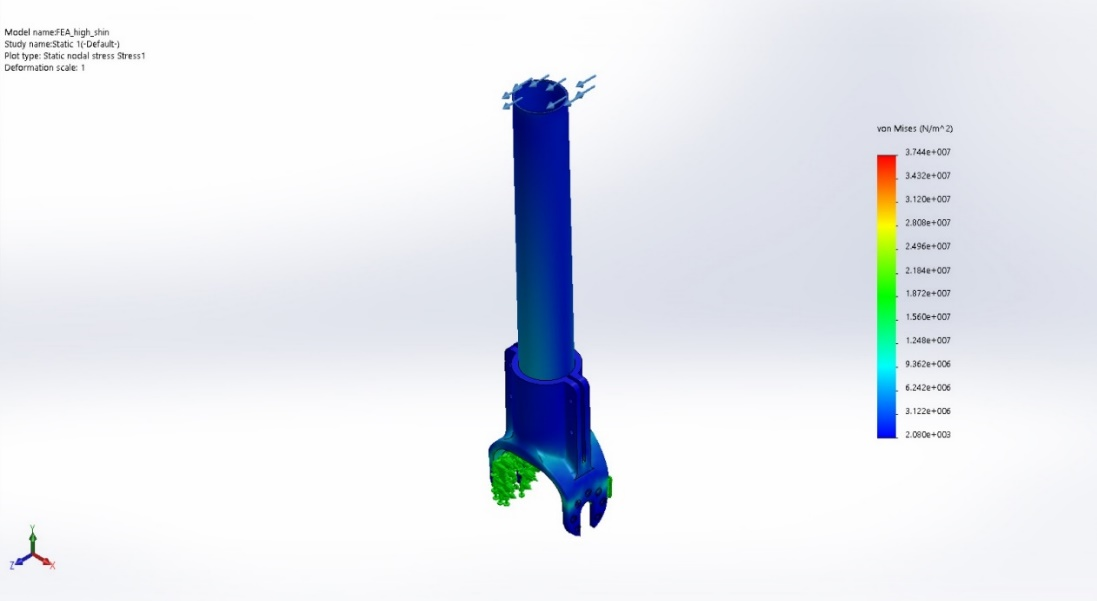 Model name:FEA_high_shin
Study name:Static 1(-Default-)
Plot type: Static nodal stress Stress1
Deformation scale: 1
von Mises (N/m^2)
3.744e+007
3.432e+007
3.120e+007
2.808e+007
2.496e+007
2.184e+007
1.872e+007
1.560e+007
1.248e+007
9.362e+006
6.242e+006
3.122e+006
2.080e+003
Y
Z
X